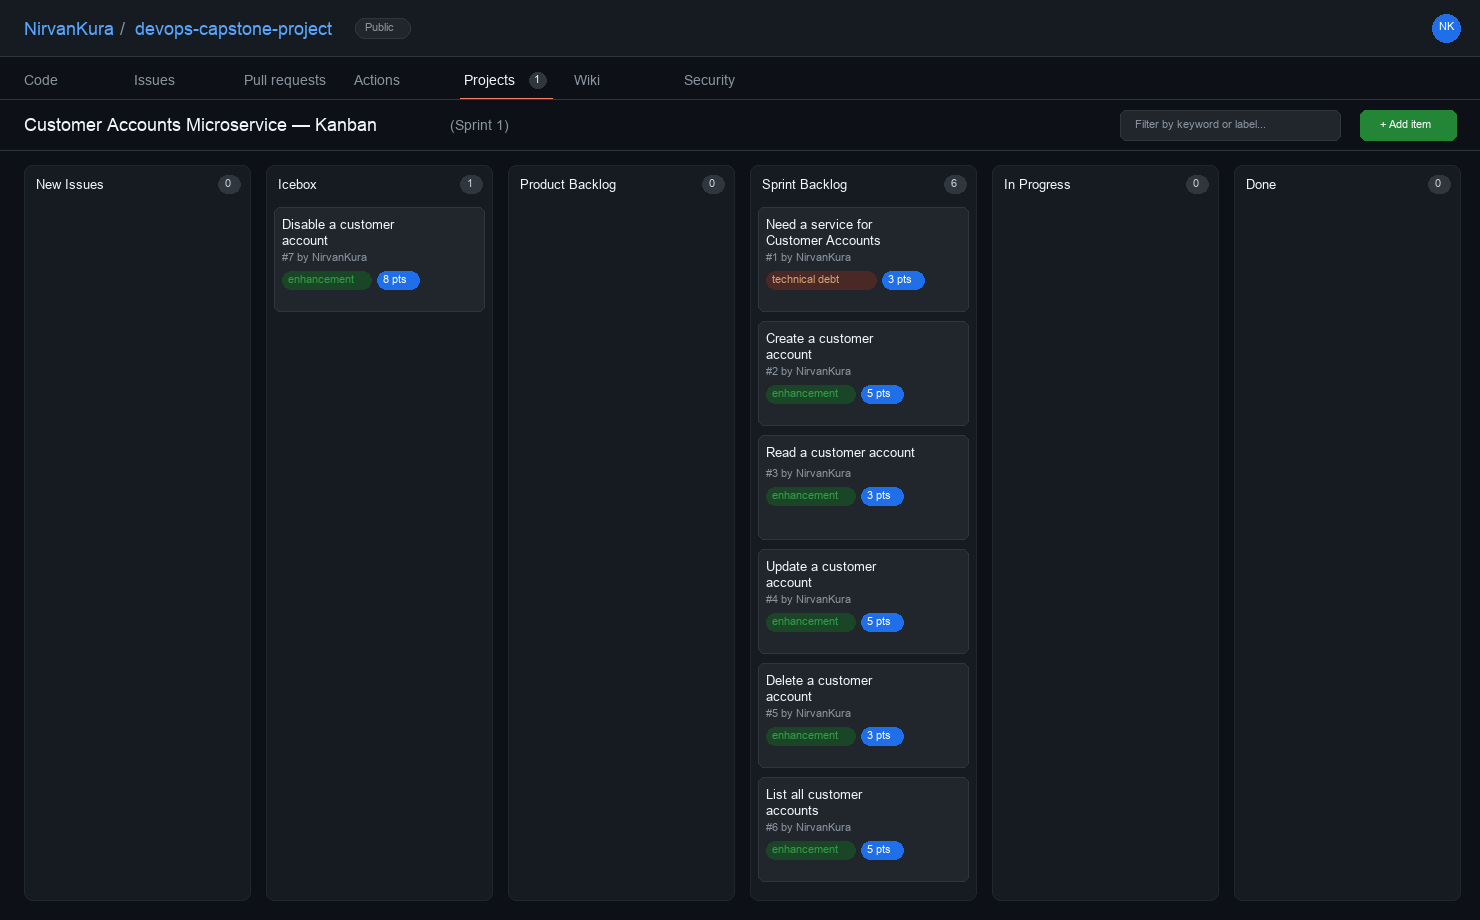 NirvanKura / devops-capstone-project Public NK
Code Issues Pull requests Actions Projects 1 Wiki Security
Customer Accounts Microservice — Kanban (Sprint 1) Filter by keyword or label... + Add item
New Issues 0
Icebox 1
Disable a customer
account
#7 by NirvanKura
enhancement 8 pts
Product Backlog 0
Sprint Backlog 6
Need a service for
Customer Accounts
#1 by NirvanKura
technical debt 3 pts
Create a customer
account
#2 by NirvanKura
enhancement 5 pts
Read a customer account
#3 by NirvanKura
enhancement 3 pts
Update a customer
account
#4 by NirvanKura
enhancement 5 pts
Delete a customer
account
#5 by NirvanKura
enhancement 3 pts
List all customer
accounts
#6 by NirvanKura
enhancement 5 pts
In Progress 0
Done 0